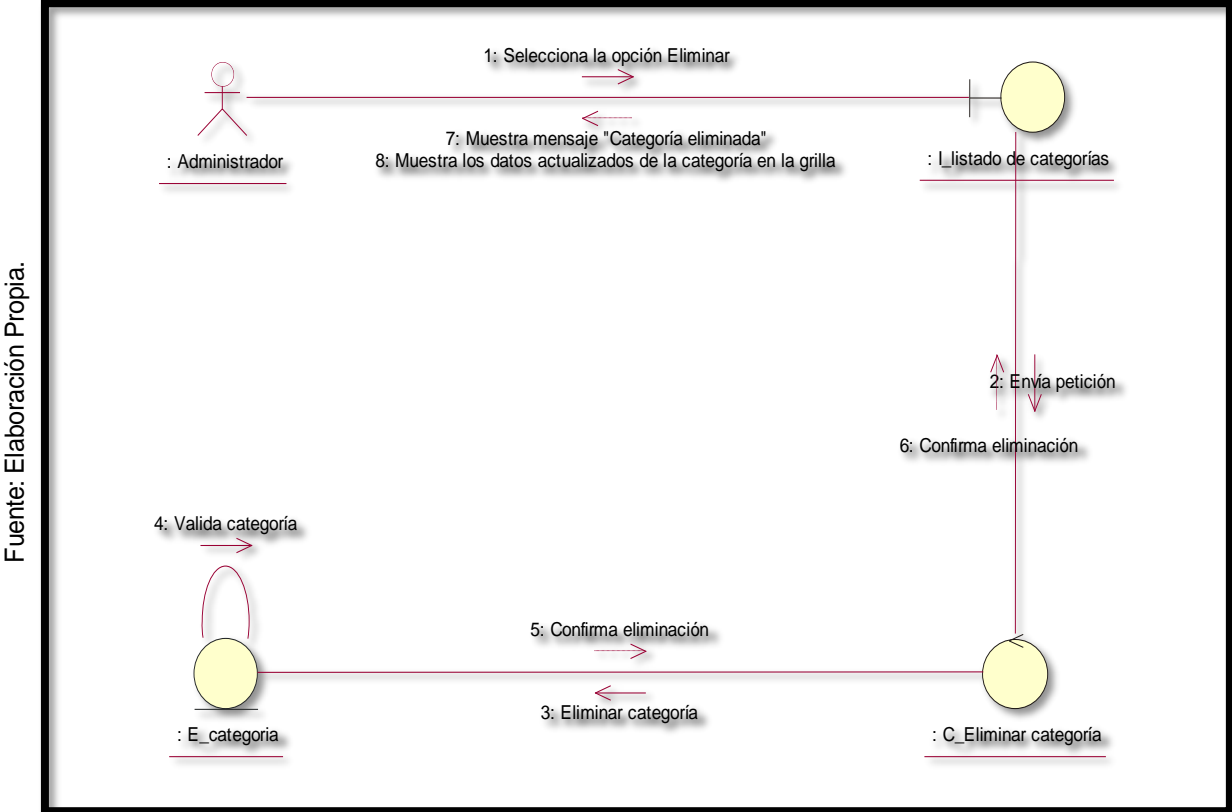 1: Selecciona la opción Eliminar
7: Muestra mensaje "Categoría eliminada"
8: Muestra los datos actualizados de la categoría en la grilla
: Administrador
: I_listado de categorías
2: Envía petición
6: Confirma eliminación
4: Valida categoría
5: Confirma eliminación
3: Eliminar categoría
: E_categoria
: C_Eliminar categoría
Fuente: Elaboración Propia.